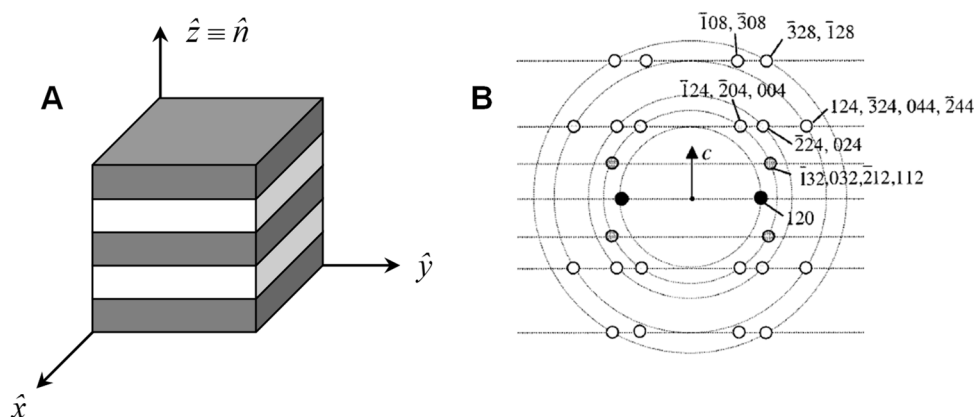 A
ẑ ≡ n̂
ŷ
x̂
B
1̄08, 3̄08
3̄28, 1̄28
1̄24, 2̄04, 004
124, 3̄24, 044, 2̄44
2̄24, 024
c
1̄32,032,2̄12,112
120